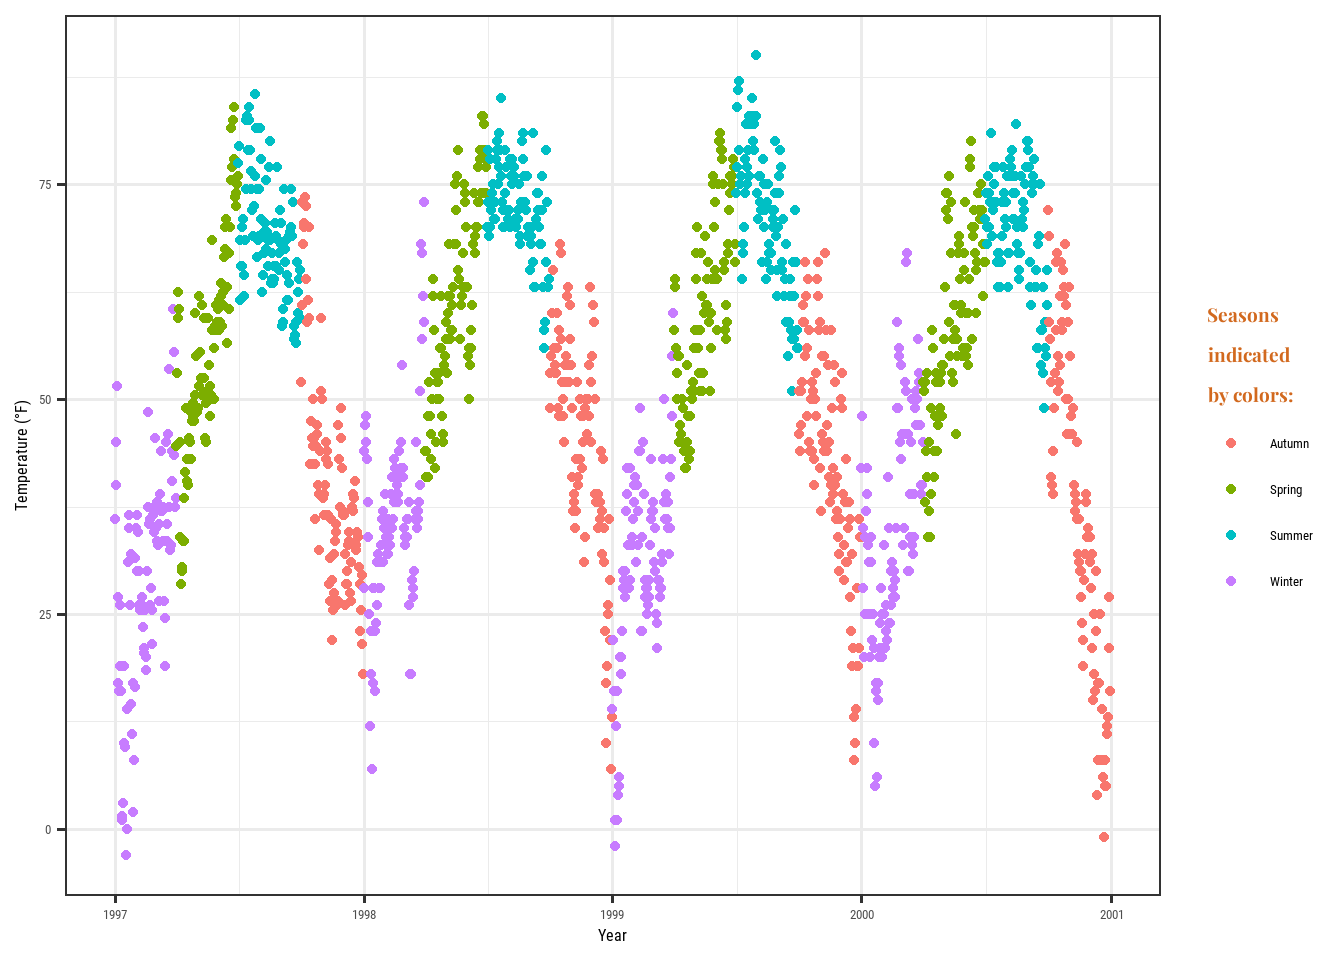 75
50
25
0
Temperature (°F)
1997
1998
1999
2000
2001
Year
Seasons
indicated
by colors:
Autumn
Spring
Summer
Winter